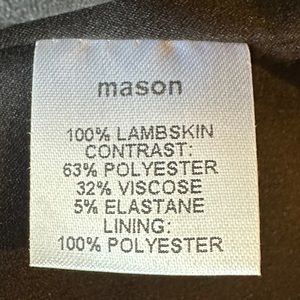 mason
100% LAMBSKIN
CONTRAST:
63% POLYESTER
32% VISCOSE
5% ELASTANE
LINING:
100% POLYESTER